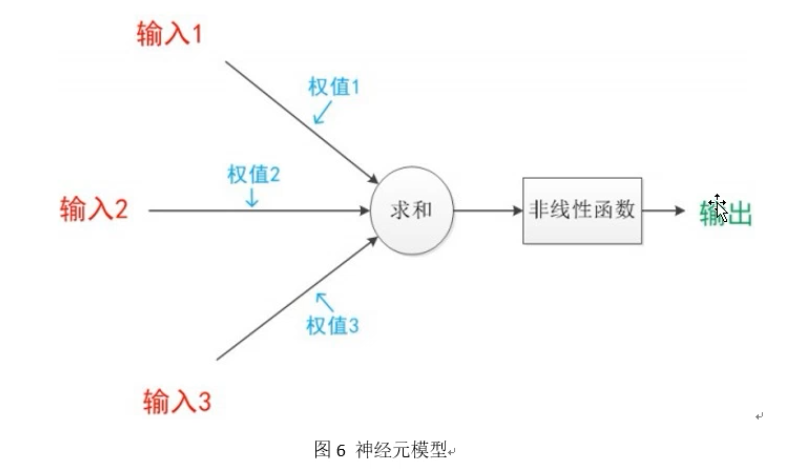 输入1
权值1
权值2
输入2
求和
非线性函数
输出
权值3
输入3
图 6 神经元模型